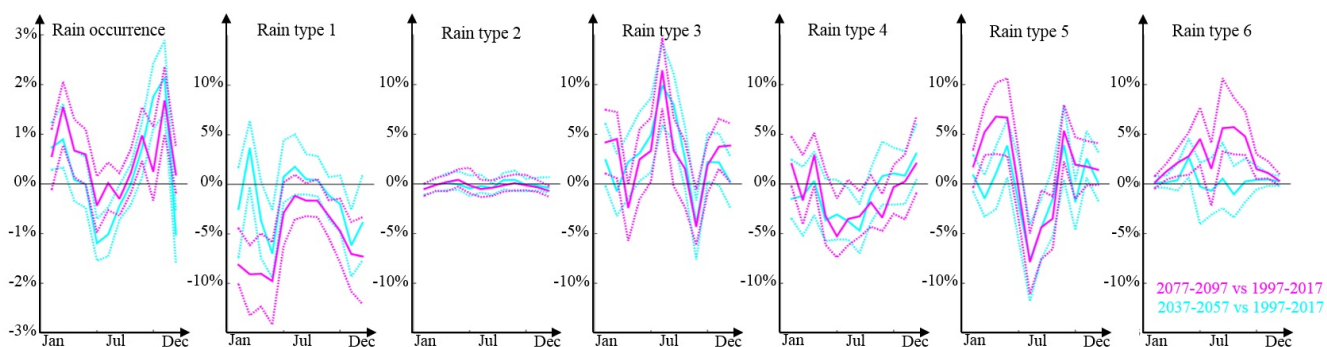 Rain occurrence
Rain type 1
Rain type 2
Rain type 3
Rain type 4
Rain type 5
Rain type 6
3%
2%
1%
0%
-1%
-2%
-3%
Jan Jul Dec
10%
5%
0%
-5%
-10%
Jan Jul Dec
10%
5%
0%
-5%
-10%
Jan Jul Dec
10%
5%
0%
-5%
-10%
Jan Jul Dec
10%
5%
0%
-5%
-10%
Jan Jul Dec
10%
5%
0%
-5%
-10%
Jan Jul Dec
10%
5%
0%
-5%
-10%
Jan Jul Dec
2077-2097 vs 1997-2017
2037-2057 vs 1997-2017